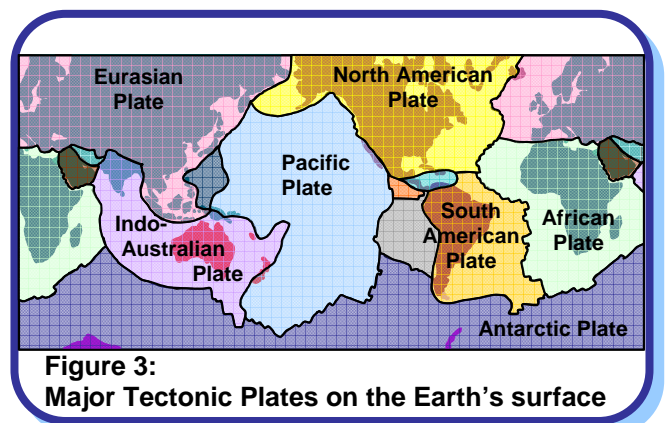 Eurasian
Plate
North American
Plate
Pacific
Plate
Indo-
Australian
Plate
South
American
Plate
African
Plate
Antarctic Plate
Figure 3:
Major Tectonic Plates on the Earth's surface